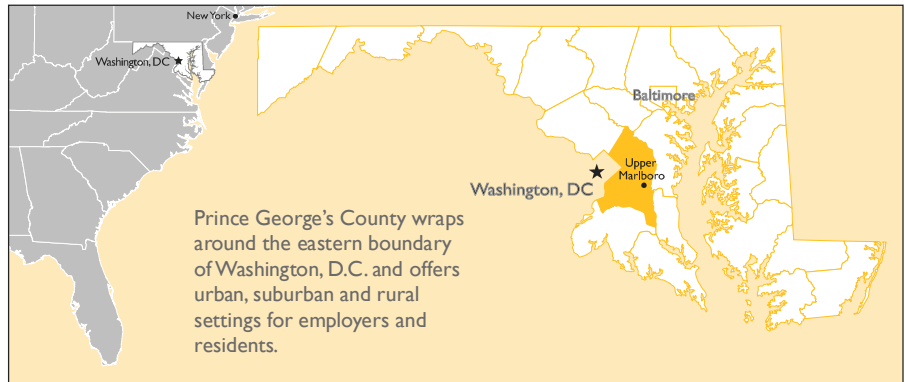 New York
Washington, DC
Baltimore
Upper
Marlboro
Washington, DC
Prince George’s County wraps
around the eastern boundary
of Washington, D.C. and offers
urban, suburban and rural
settings for employers and
residents.